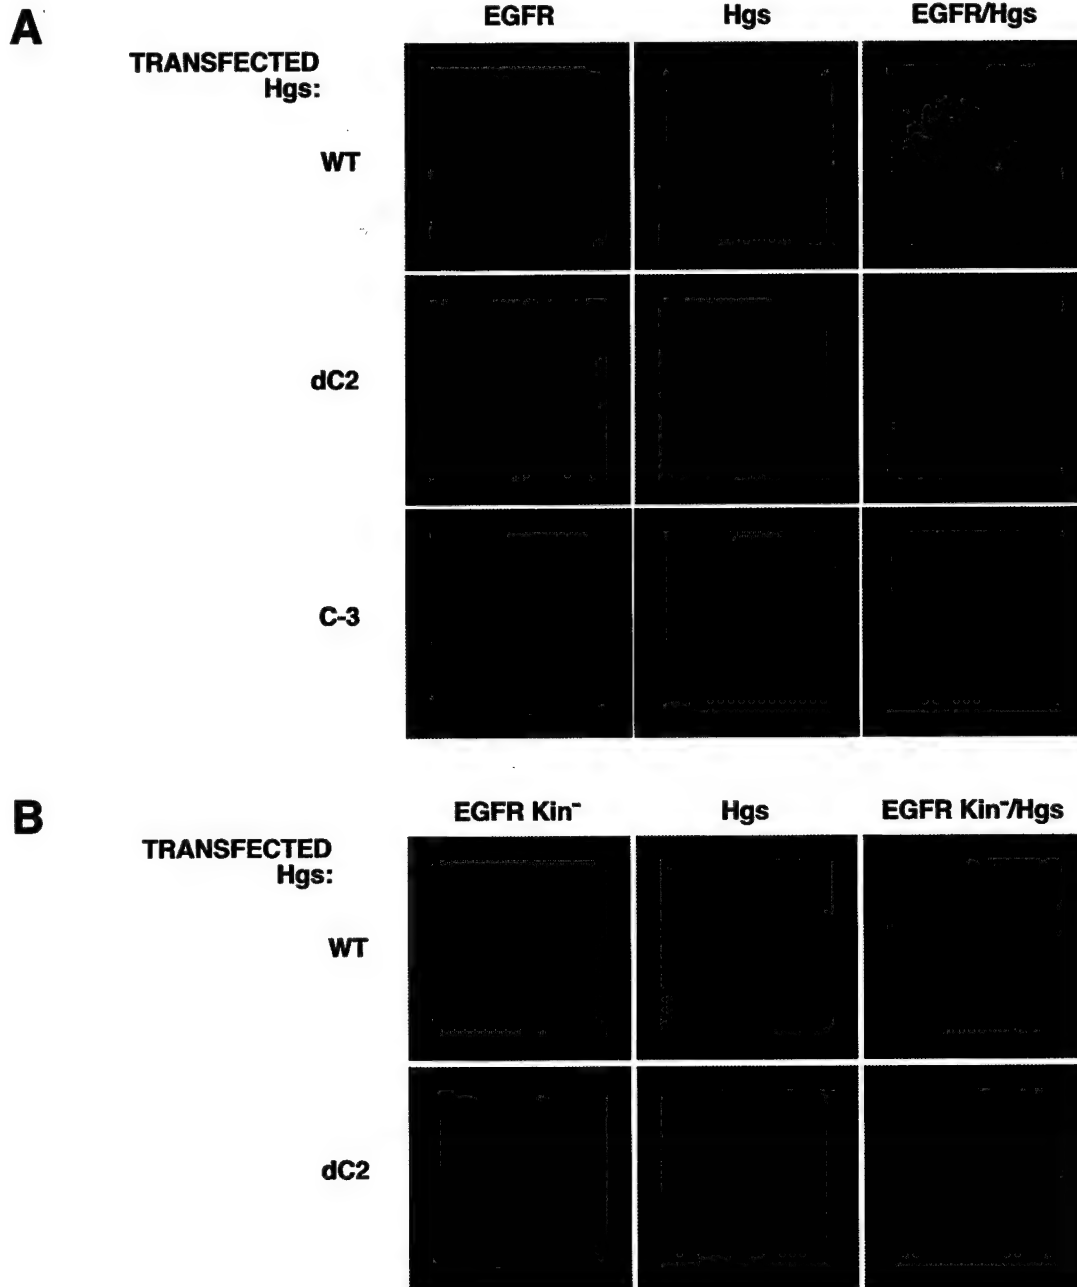 A
EGFR
Hgs
EGFR/Hgs
TRANSFECTED
Hgs:
WT
dC2
C-3
B
EGFR Kin⁻
Hgs
EGFR Kin⁻/Hgs
TRANSFECTED
Hgs:
WT
dC2